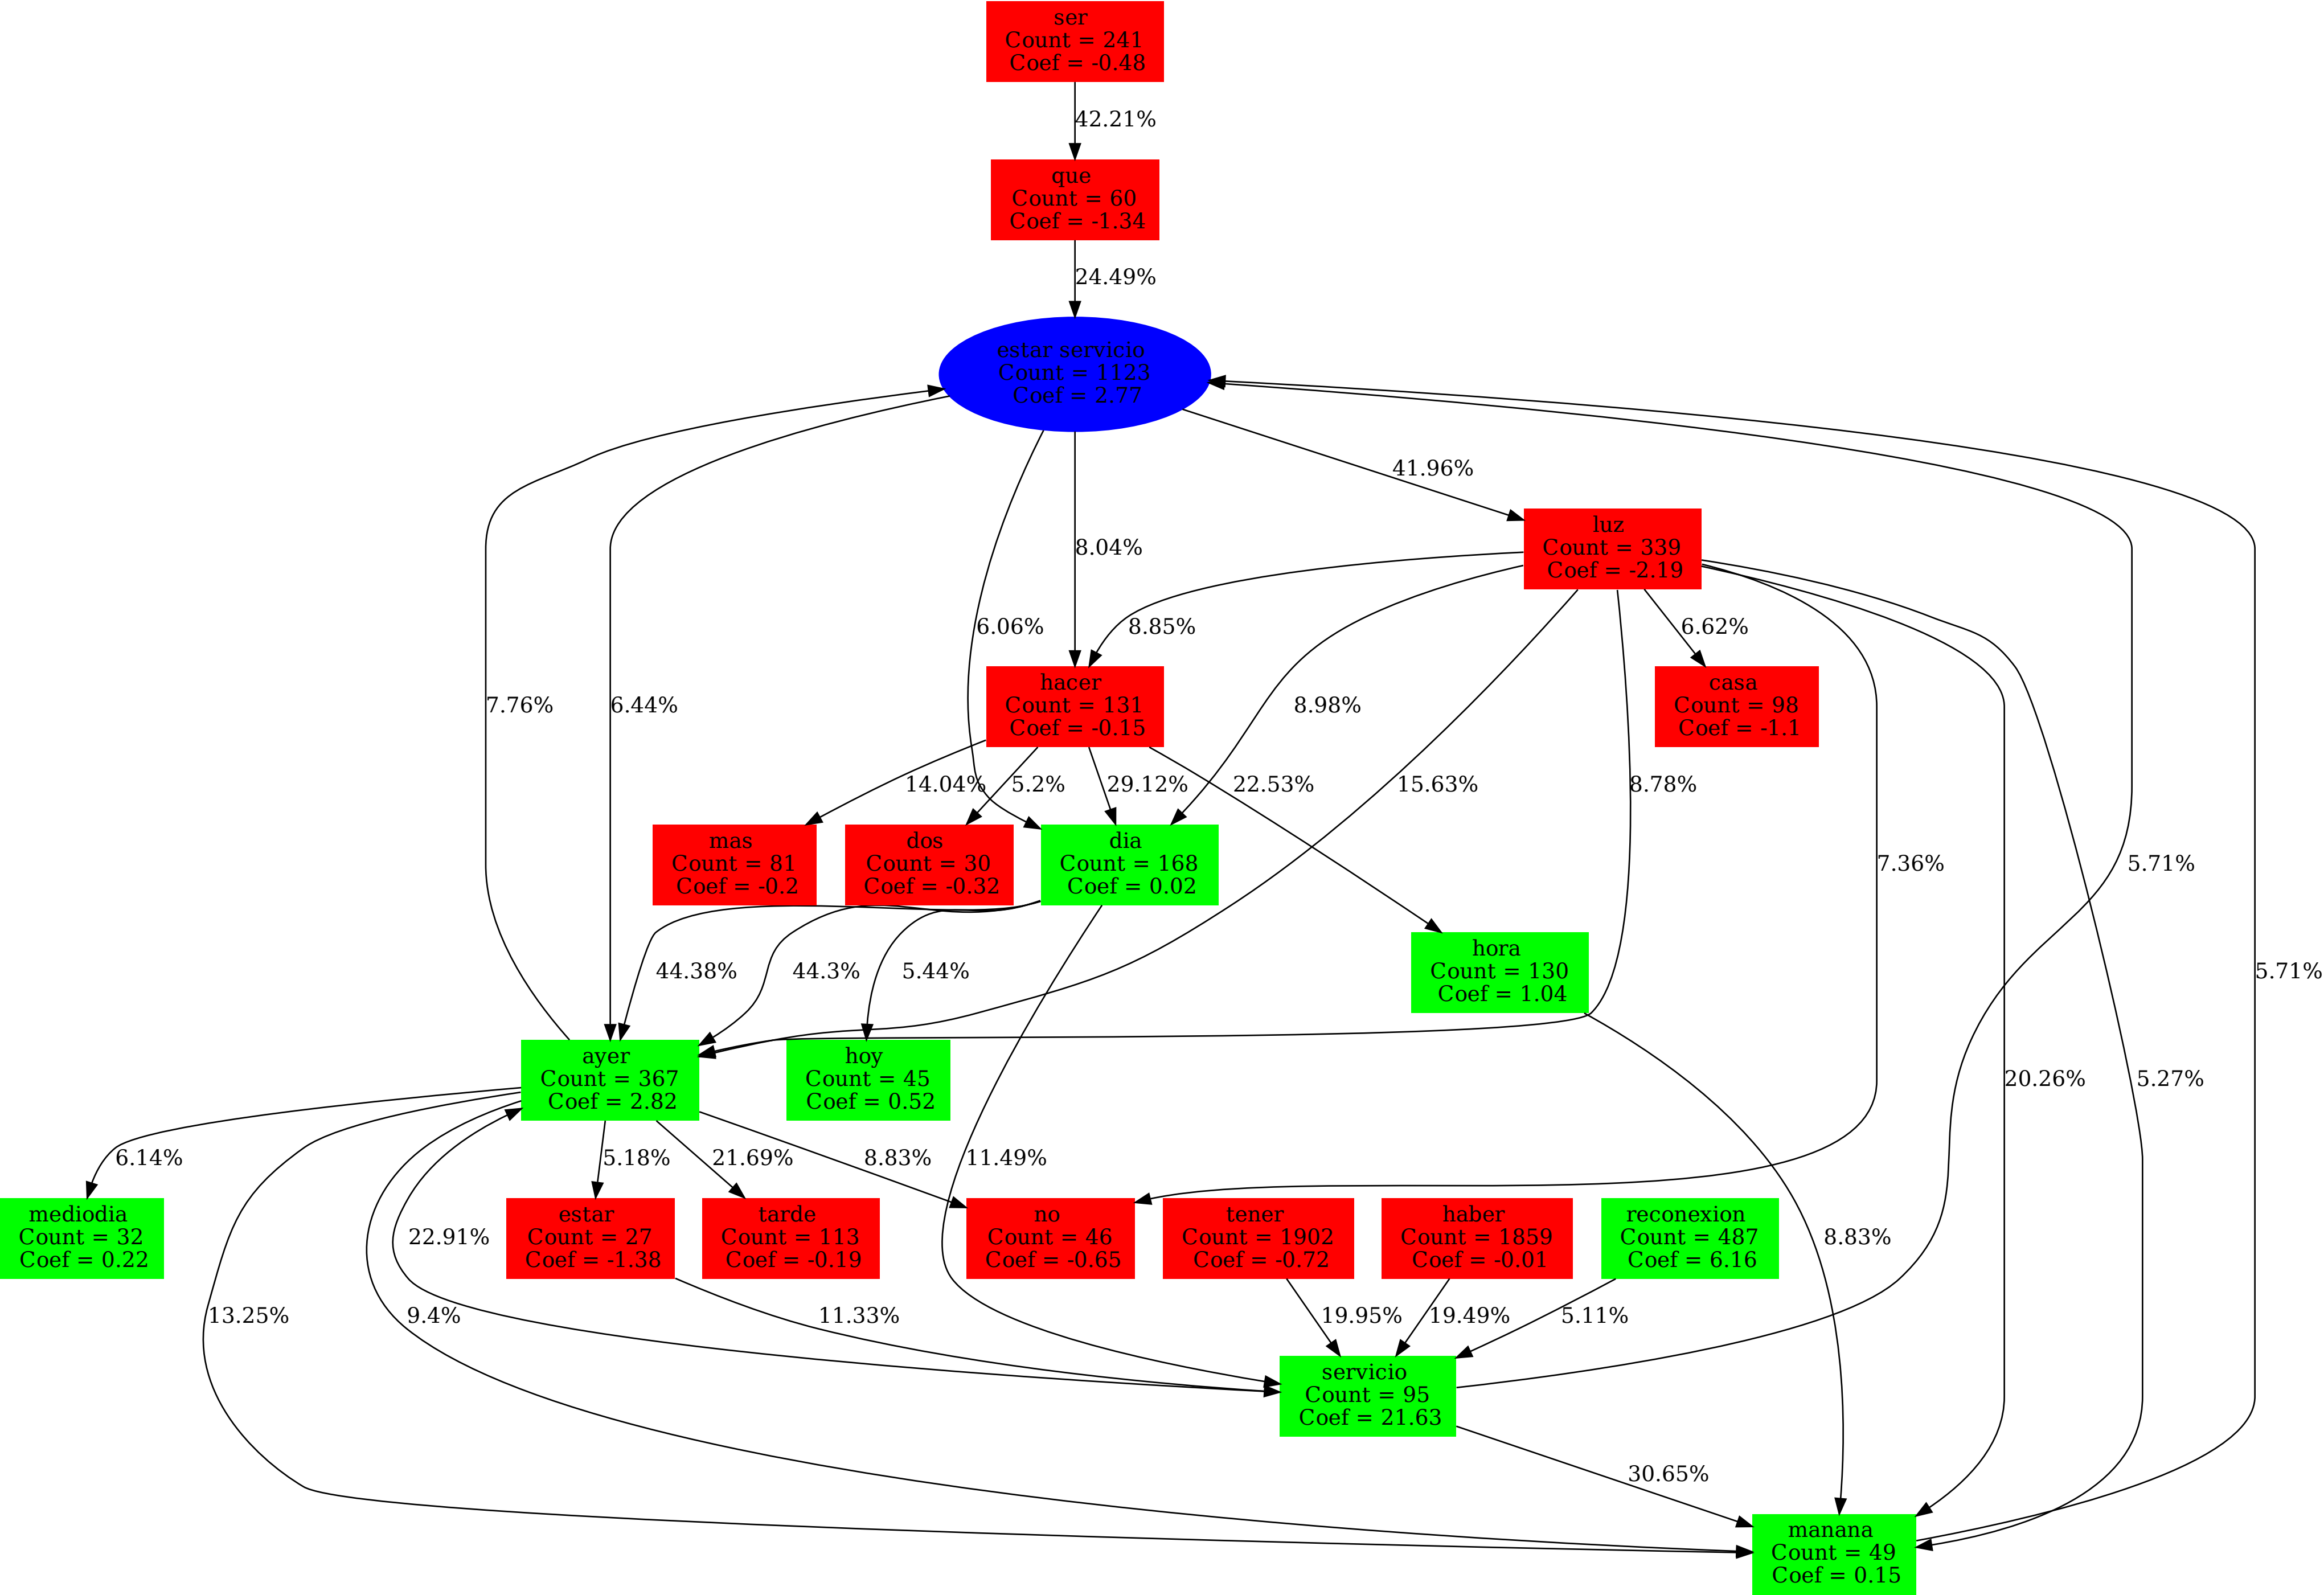 ser
Count = 241
Coef = -0.48
42.21%
que
Count = 60
Coef = -1.34
24.49%
estar servicio
Count = 1123
Coef = 2.77
41.96%
luz
Count = 339
Coef = -2.19
8.04%
6.06%
8.85%
6.62%
7.76%
6.44%
hacer
Count = 131
Coef = -0.15
8.98%
casa
Count = 98
Coef = -1.1
14.04%
5.2%
29.12%
22.53%
15.63%
8.78%
mas
Count = 81
Coef = -0.2
dos
Count = 30
Coef = -0.32
dia
Count = 168
Coef = 0.02
7.36%
5.71%
44.38%
44.3%
5.44%
hora
Count = 130
Coef = 1.04
5.71%
ayer
Count = 367
Coef = 2.82
hoy
Count = 45
Coef = 0.52
20.26%
5.27%
6.14%
5.18%
21.69%
8.83%
11.49%
mediodia
Count = 32
Coef = 0.22
22.91%
estar
Count = 27
Coef = -1.38
tarde
Count = 113
Coef = -0.19
no
Count = 46
Coef = -0.65
tener
Count = 1902
Coef = -0.72
haber
Count = 1859
Coef = -0.01
reconexion
Count = 487
Coef = 6.16
8.83%
13.25%
9.4%
11.33%
19.95%
19.49%
5.11%
servicio
Count = 95
Coef = 21.63
30.65%
manana
Count = 49
Coef = 0.15